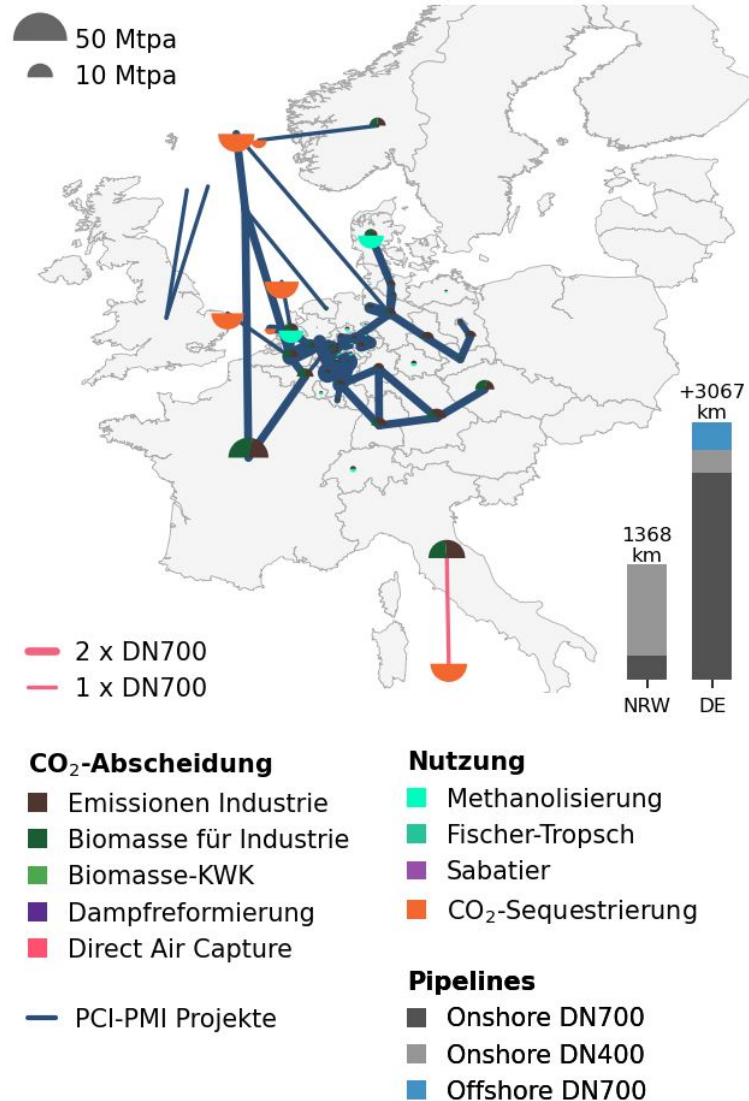 50 Mtpa
10 Mtpa
+3067
km
1368
km
NRW
DE
2 x DN700
1 x DN700
CO₂-Abscheidung
Emissionen Industrie
Biomasse für Industrie
Biomasse-KWK
Dampfreformierung
Direct Air Capture
PCI-PMI Projekte
Nutzung
Methanolisierung
Fischer-Tropsch
Sabatier
CO₂-Sequestrierung
Pipelines
Onshore DN700
Onshore DN400
Offshore DN700